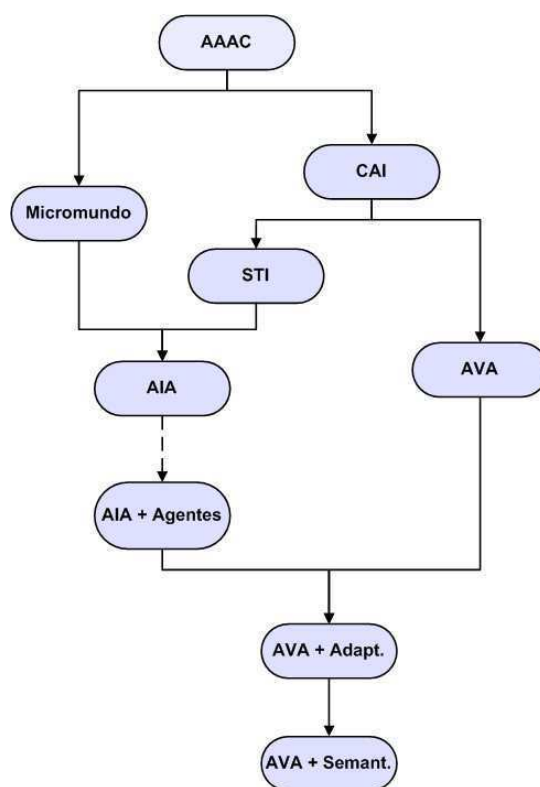 AAAC
CAI
Micromundo
STI
AVA
AIA
AIA + Agentes
AVA + Adapt.
AVA + Semant.